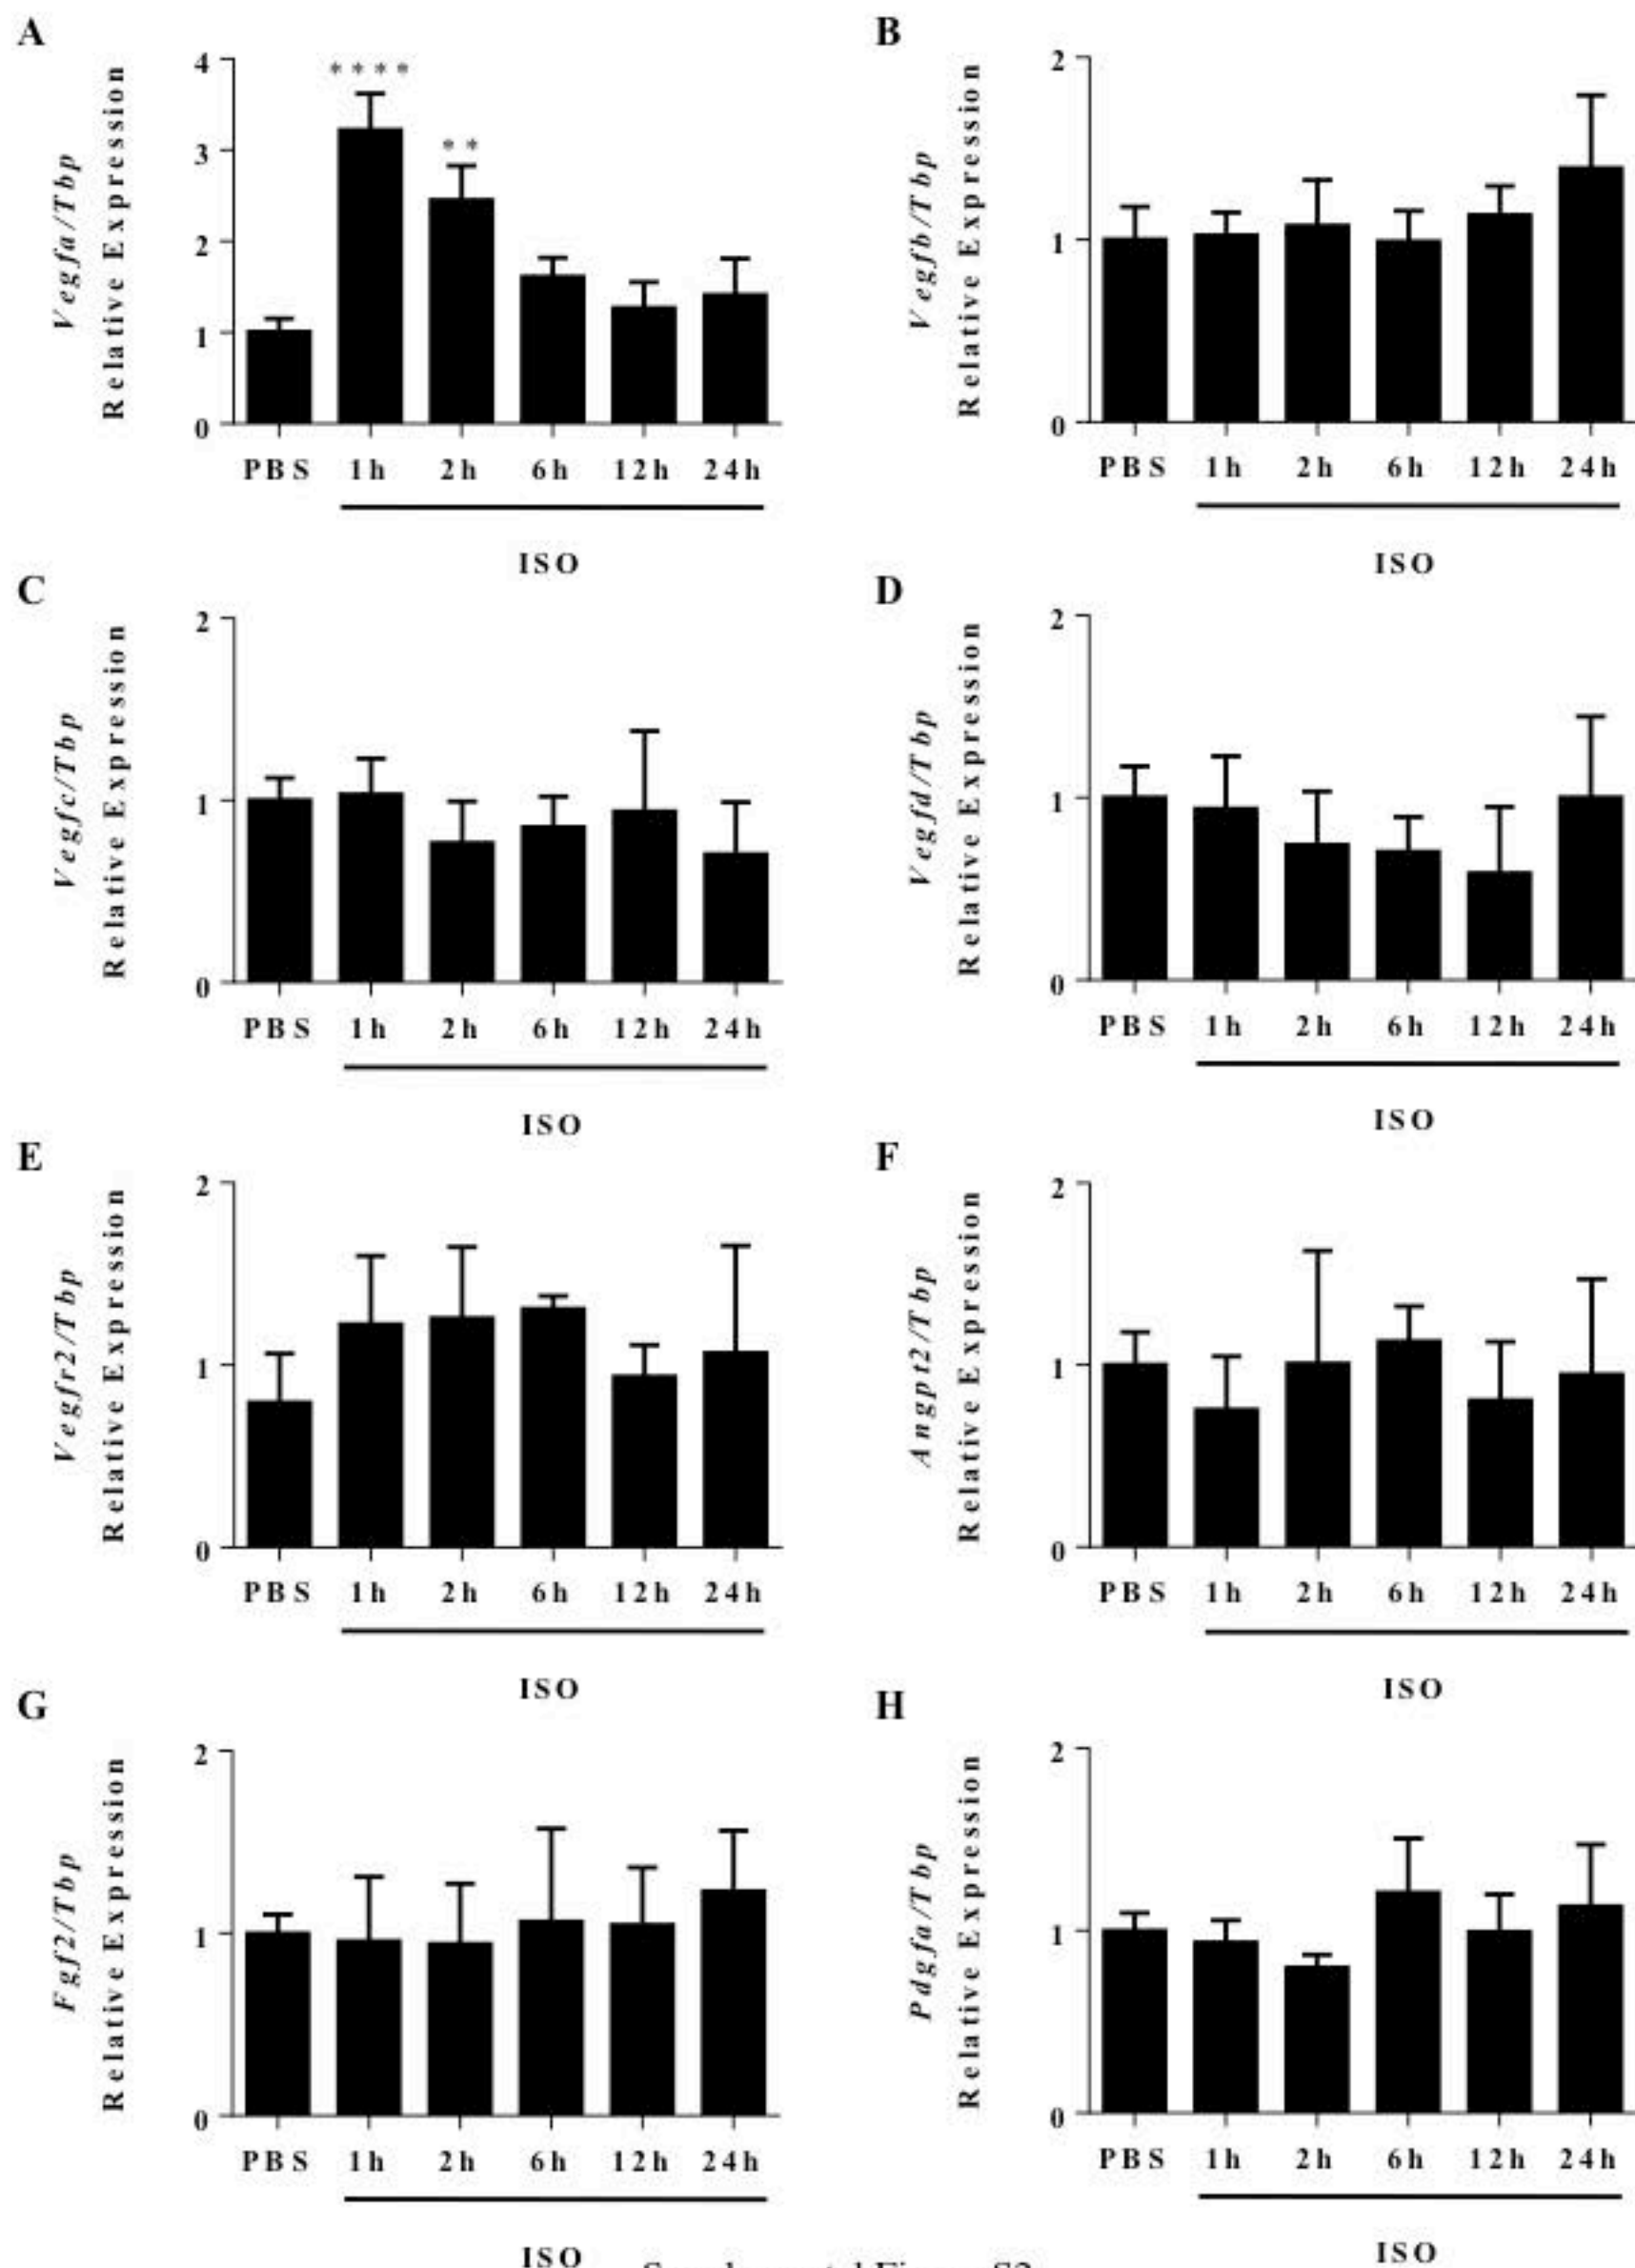 A
Vegfa/Tbp
Relative Expression
4
3
2
1
0
****
**
PBS 1h 2h 6h 12h 24h
ISO
B
Vegfb/Tbp
Relative Expression
2
1
0
PBS 1h 2h 6h 12h 24h
ISO
C
Vegfc/Tbp
Relative Expression
2
1
0
PBS 1h 2h 6h 12h 24h
ISO
D
Vegfd/Tbp
Relative Expression
2
1
0
PBS 1h 2h 6h 12h 24h
ISO
E
Vegfr2/Tbp
Relative Expression
2
1
0
PBS 1h 2h 6h 12h 24h
ISO
F
Angpt2/Tbp
Relative Expression
2
1
0
PBS 1h 2h 6h 12h 24h
ISO
G
Fgf2/Tbp
Relative Expression
2
1
0
PBS 1h 2h 6h 12h 24h
ISO
H
Pdgfa/Tbp
Relative Expression
2
1
0
PBS 1h 2h 6h 12h 24h
ISO